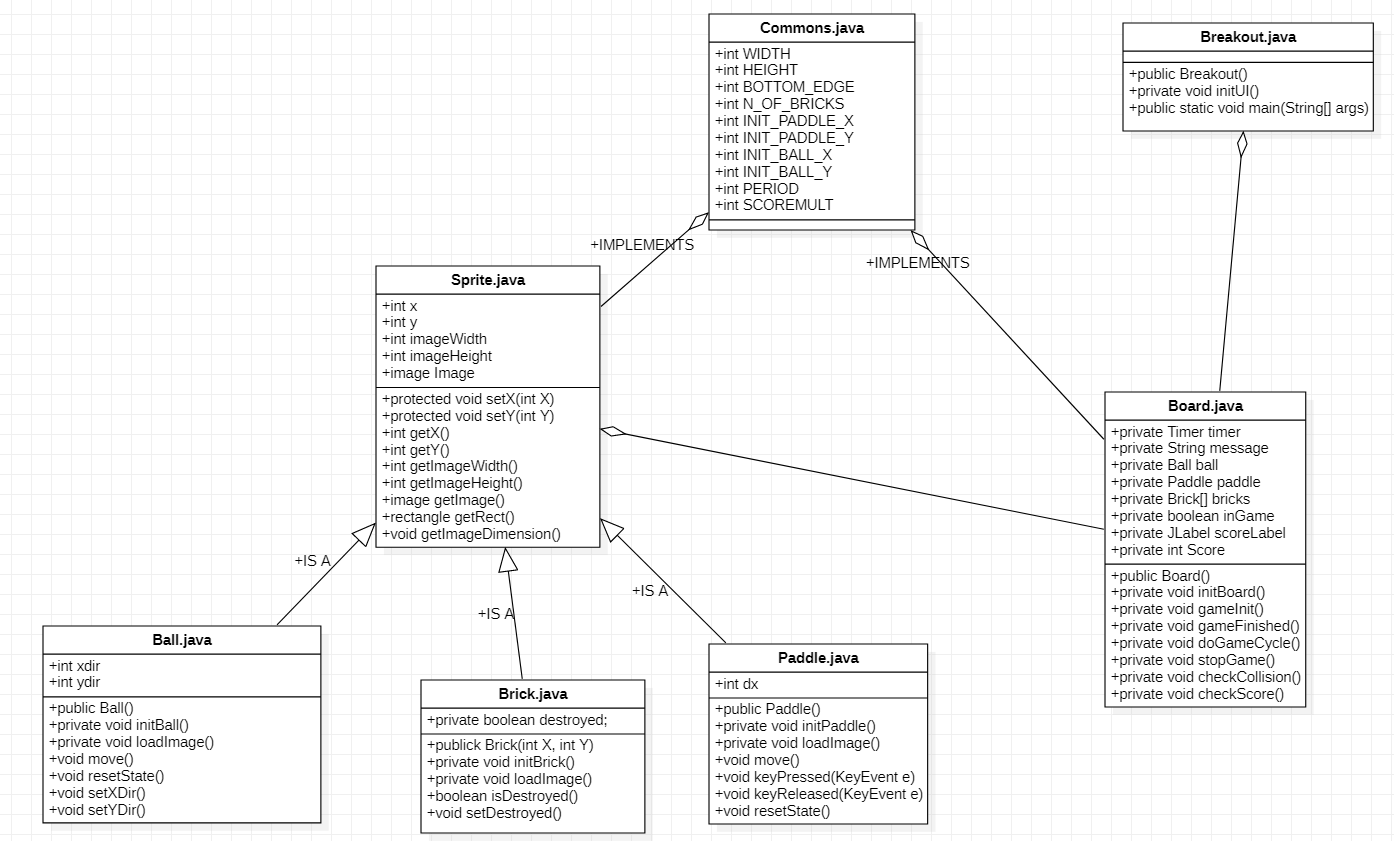 Commons.java
+int WIDTH
+int HEIGHT
+int BOTTOM_EDGE
+int N_OF_BRICKS
+int INIT_PADDLE_X
+int INIT_PADDLE_Y
+int INIT_BALL_X
+int INIT_BALL_Y
+int PERIOD
+int SCOREMULT
Breakout.java
+public Breakout()
+private void initUI()
+public static void main(String[] args)
+IMPLEMENTS
+IMPLEMENTS
Sprite.java
+int x
+int y
+int imageWidth
+int imageHeight
+image Image
+protected void setX(int X)
+protected void setY(int Y)
+int getX()
+int getY()
+int getImageWidth()
+int getImageHeight()
+image getImage()
+rectangle getRect()
+void getImageDimension()
Board.java
+private Timer timer
+private String message
+private Ball ball
+private Paddle paddle
+private Brick[] bricks
+private boolean inGame
+private JLabel scoreLabel
+private int Score
+public Board()
+private void initBoard()
+private void gameInit()
+private void gameFinished()
+private void doGameCycle()
+private void stopGame()
+private void checkCollision()
+private void checkScore()
+IS A
+IS A
+IS A
Ball.java
+int xdir
+int ydir
+public Ball()
+private void initBall()
+private void loadImage()
+void move()
+void resetState()
+void setXDir()
+void setYDir()
Brick.java
+private boolean destroyed;
+publick Brick(int X, int Y)
+private void initBrick()
+private void loadImage()
+boolean isDestroyed()
+void setDestroyed()
Paddle.java
+int dx
+public Paddle()
+private void initPaddle()
+private void loadImage()
+void move()
+void keyPressed(KeyEvent e)
+void keyReleased(KeyEvent e)
+void resetState()